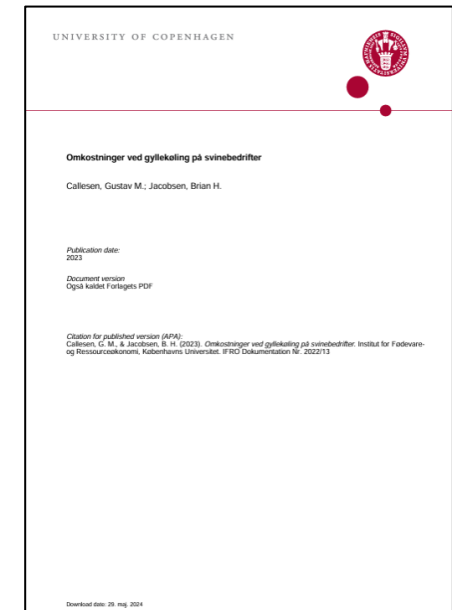 UNIVERSITY OF COPENHAGEN
Omkostninger ved gyllekøling på svinebedrifter
Callesen, Gustav M.; Jacobsen, Brian H.
Publication date:
2023
Document version
Også kaldet Forlagets PDF
Citation for published version (APA):
Callesen, G. M., & Jacobsen, B. H. (2023). Omkostninger ved gyllekøling på svinebedrifter. Institut for Fødevare-
og Ressourceøkonomi, Københavns Universitet. IFRO Dokumentation Nr. 2022/13
Download date: 29. maj. 2024